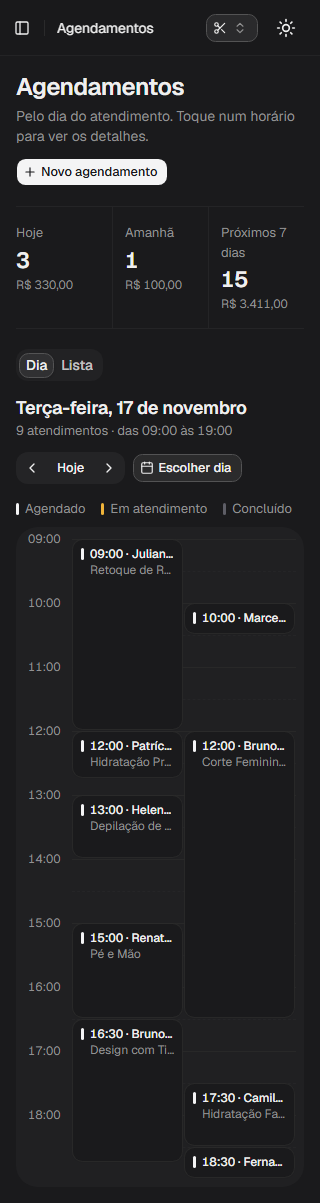 Agendamentos
Agendamentos
Pelo dia do atendimento. Toque num horário
para ver os detalhes.
+ Novo agendamento
Hoje
3
R$ 330,00
Amanhã
1
R$ 100,00
Próximos 7
dias
15
R$ 3.411,00
Dia Lista
Terça-feira, 17 de novembro
9 atendimentos · das 09:00 às 19:00
Hoje
Escolher dia
Agendado Em atendimento Concluído
09:00
09:00 · Julian...
Retoque de R...
10:00
10:00 · Marce...
11:00
12:00
12:00 · Patríc...
Hidratação Pr...
12:00 · Bruno...
Corte Feminin...
13:00
13:00 · Helen...
Depilação de ...
14:00
15:00
15:00 · Renat...
Pé e Mão
16:00
16:30 · Bruno...
Design com Ti...
17:00
17:30 · Camil...
Hidratação Fa...
18:00
18:30 · Ferna...